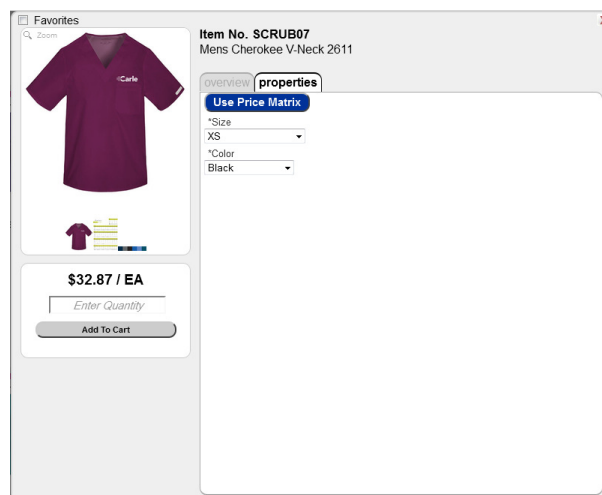 Favorites
Zoom
Carle
Item No. SCRUB07
Mens Cherokee V-Neck 2611
overview
properties
Use Price Matrix
*Size
XS
*Color
Black
$32.87 / EA
Enter Quantity
Add To Cart